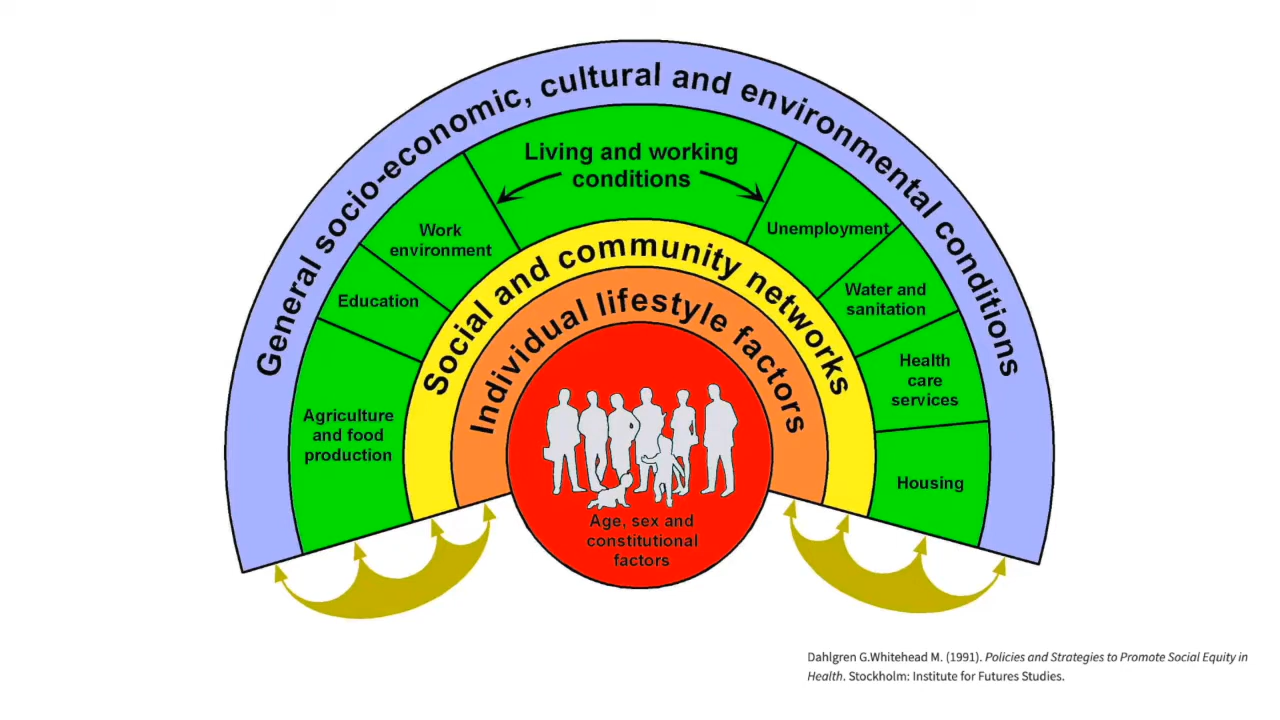 General socio-economic, cultural and environmental conditions
Living and working
conditions
Work
environment
Unemployment
Education
Water and
sanitation
Agriculture
and food
production
Health
care
services
Housing
Social and community networks
Individual lifestyle factors
Age, sex and
constitutional
factors
Dahlgren G.Whitehead M. (1991). Policies and Strategies to Promote Social Equity in
Health. Stockholm: Institute for Futures Studies.